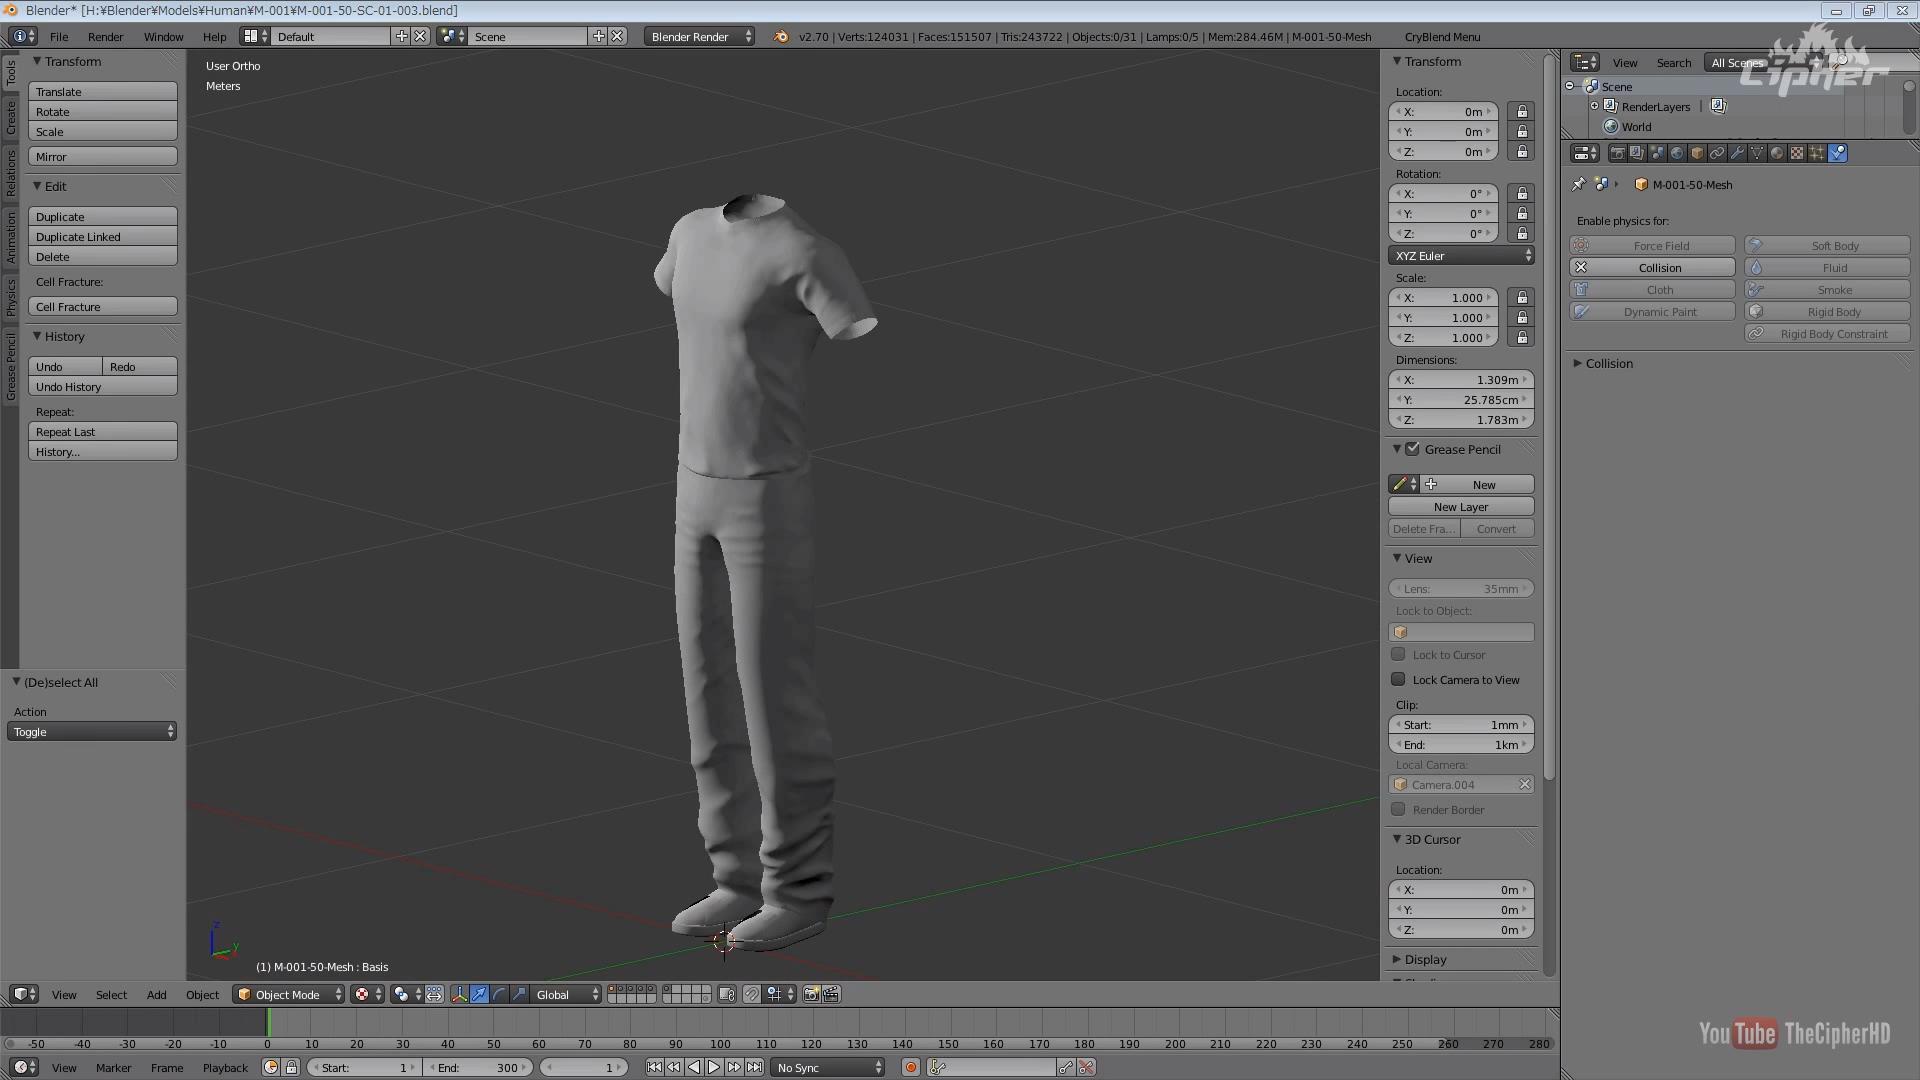 Blender* [H:¥Blender¥Models¥Human¥M-001¥M-001-50-SC-01-003.blend]
File Render Window Help Default Scene Blender Render v2.70 | Verts:124031 | Faces:151507 | Tris:243722 | Objects:0/31 | Lamps:0/5 | Mem:284.46M | M-001-50-Mesh CryBlend Menu
Tools
Create
Relations
Animation
Physics
Grease Pencil
Transform
Translate
Rotate
Scale
Mirror
Edit
Duplicate
Duplicate Linked
Delete
Cell Fracture:
Cell Fracture
History
Undo Redo
Undo History
Repeat:
Repeat Last
History...
(De)select All
Action
Toggle
User Ortho
Meters
z
y
(1) M-001-50-Mesh : Basis
Transform
Location:
X: 0m
Y: 0m
Z: 0m
Rotation:
X: 0°
Y: 0°
Z: 0°
XYZ Euler
Scale:
X: 1.000
Y: 1.000
Z: 1.000
Dimensions:
X: 1.309m
Y: 25.785cm
Z: 1.783m
Grease Pencil
New
New Layer
Delete Fra... Convert
View
Lens: 35mm
Lock to Object:
Lock to Cursor
Lock Camera to View
Clip:
Start: 1mm
End: 1km
Local Camera:
Camera.004
Render Border
3D Cursor
Location:
X: 0m
Y: 0m
Z: 0m
Display
View Search All Scenes
Cipher
Scene
RenderLayers |
World
M-001-50-Mesh
Enable physics for:
Force Field Soft Body
Collision Fluid
Cloth Smoke
Dynamic Paint Rigid Body
Rigid Body Constraint
Collision
View Select Add Object Object Mode Global
-50 -40 -30 -20 -10 0 10 20 30 40 50 60 70 80 90 100 110 120 130 140 150 160 170 180 190 200 210 220 230 240 250 260 270 280
View Marker Frame Playback Start: 1 End: 300 1 No Sync
YouTube TheCipherHD